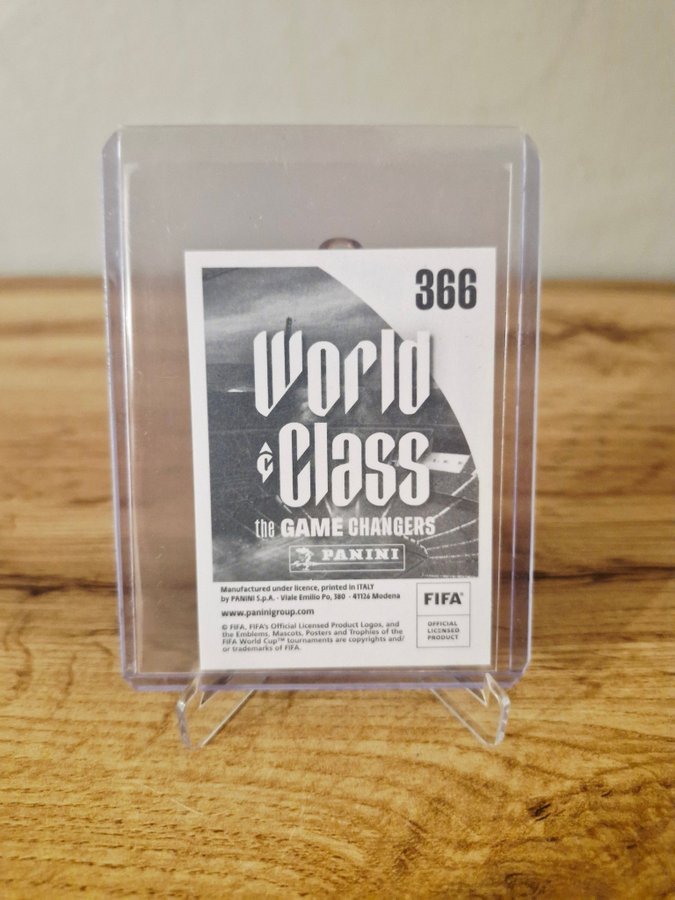 366
World
Class
the GAME CHANGERS
PANINI
Manufactured under licence, printed in ITALY
by PANINI S.p.A. - Viale Emilio Po, 380 - 41126 Modena
www.paninigroup.com
© FIFA, FIFA's Official Licensed Product Logos, and
the Emblems, Mascots, Posters and Trophies of the
FIFA World Cup™ tournaments are copyrights and/
or trademarks of FIFA.
FIFA®
OFFICIAL
LICENSED
PRODUCT